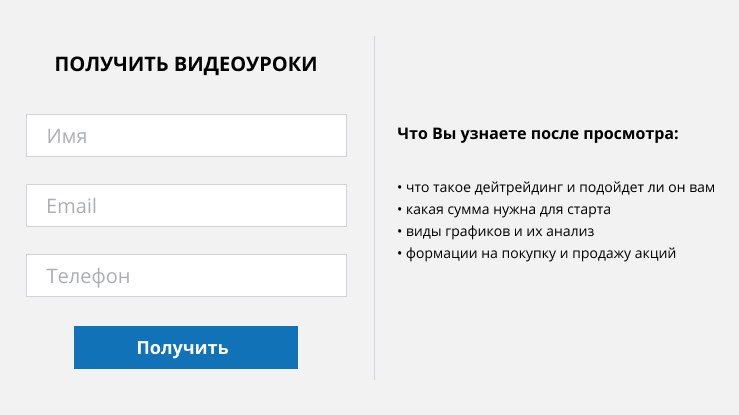 ПОЛУЧИТЬ ВИДЕОУРОКИ
Имя
Email
Телефон
Получить
Что Вы узнаете после просмотра:
• что такое дейтрейдинг и подойдет ли он вам
• какая сумма нужна для старта
• виды графиков и их анализ
• формации на покупку и продажу акций